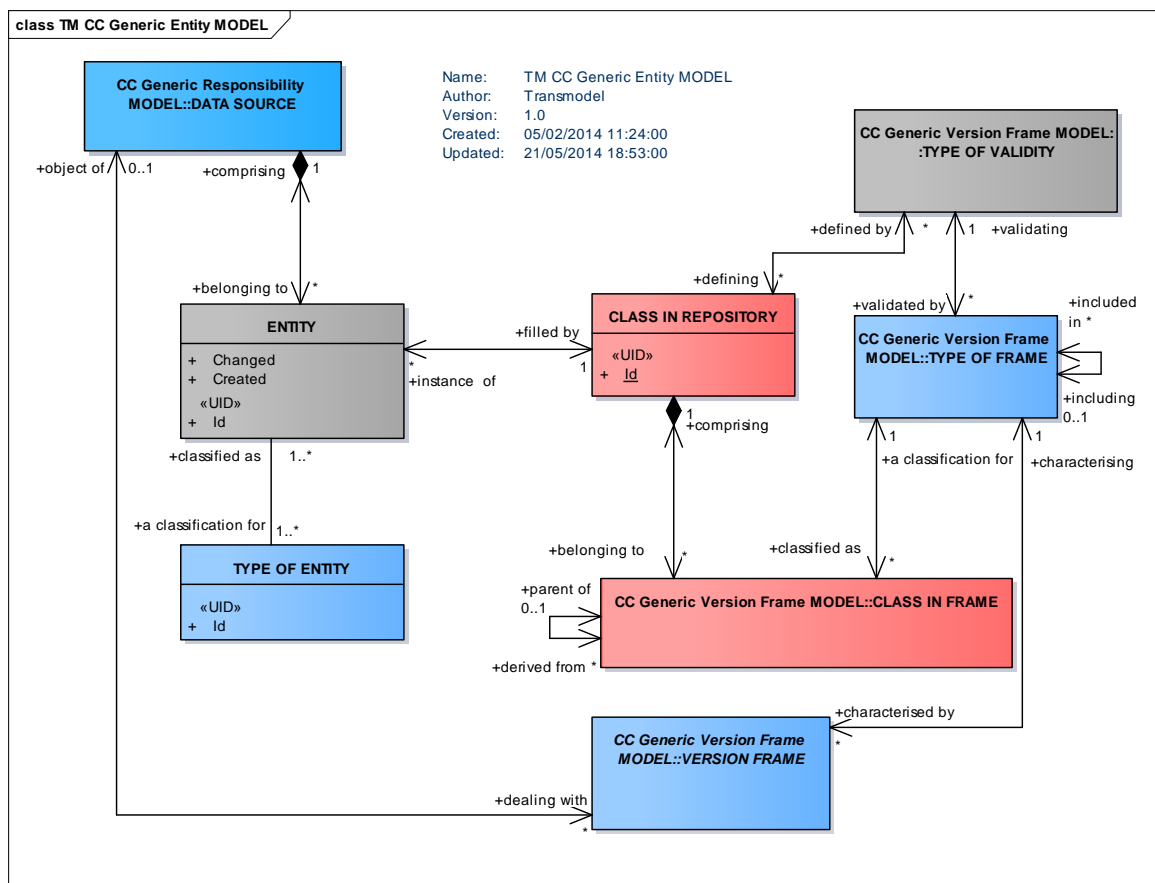 class TM CC Generic Entity MODEL
CC Generic Responsibility
MODEL::DATA SOURCE
Name: TM CC Generic Entity MODEL
Author: Transmodel
Version: 1.0
Created: 05/02/2014 11:24:00
Updated: 21/05/2014 18:53:00
CC Generic Version Frame MODEL:
:TYPE OF VALIDITY
+object of 0..1
+comprising 1
+defined by *
1 +validating
+belonging to *
+defining *
+validated by *
+included
in *
ENTITY
+ Changed
+ Created
«UID»
+ Id
+filled by
1
*
+instance of
CLASS IN REPOSITORY
«UID»
+ Id
CC Generic Version Frame
MODEL::TYPE OF FRAME
+including
0..1
1
+comprising
1
+a classification for
1
+characterising
+classified as 1..*
+a classification for 1..*
TYPE OF ENTITY
«UID»
+ Id
+belonging to *
+classified as *
+parent of
0..1
CC Generic Version Frame MODEL::CLASS IN FRAME
+derived from *
+characterised by
*
CC Generic Version Frame
MODEL::VERSION FRAME
+dealing with
*